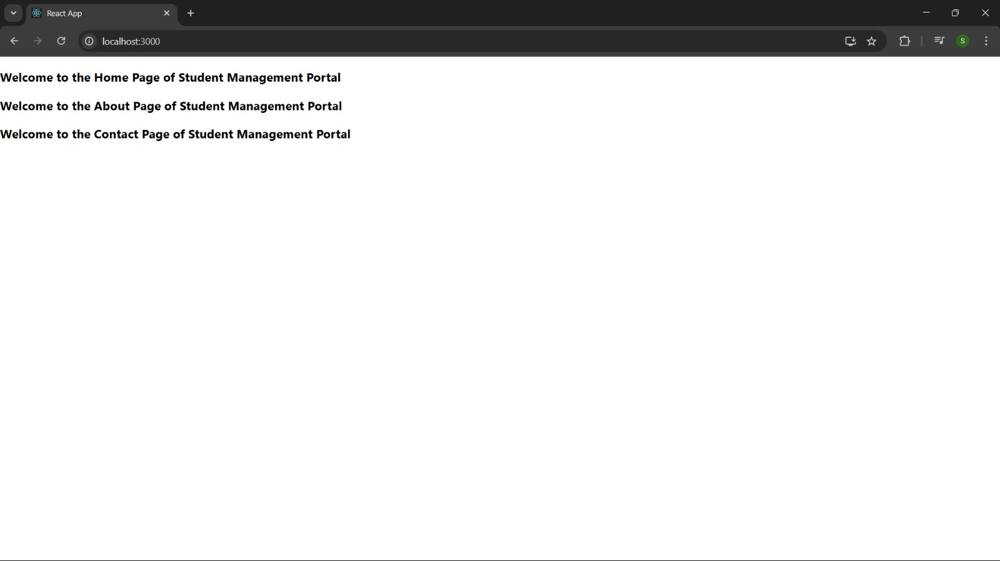 React App
localhost:3000
S
Welcome to the Home Page of Student Management Portal
Welcome to the About Page of Student Management Portal
Welcome to the Contact Page of Student Management Portal